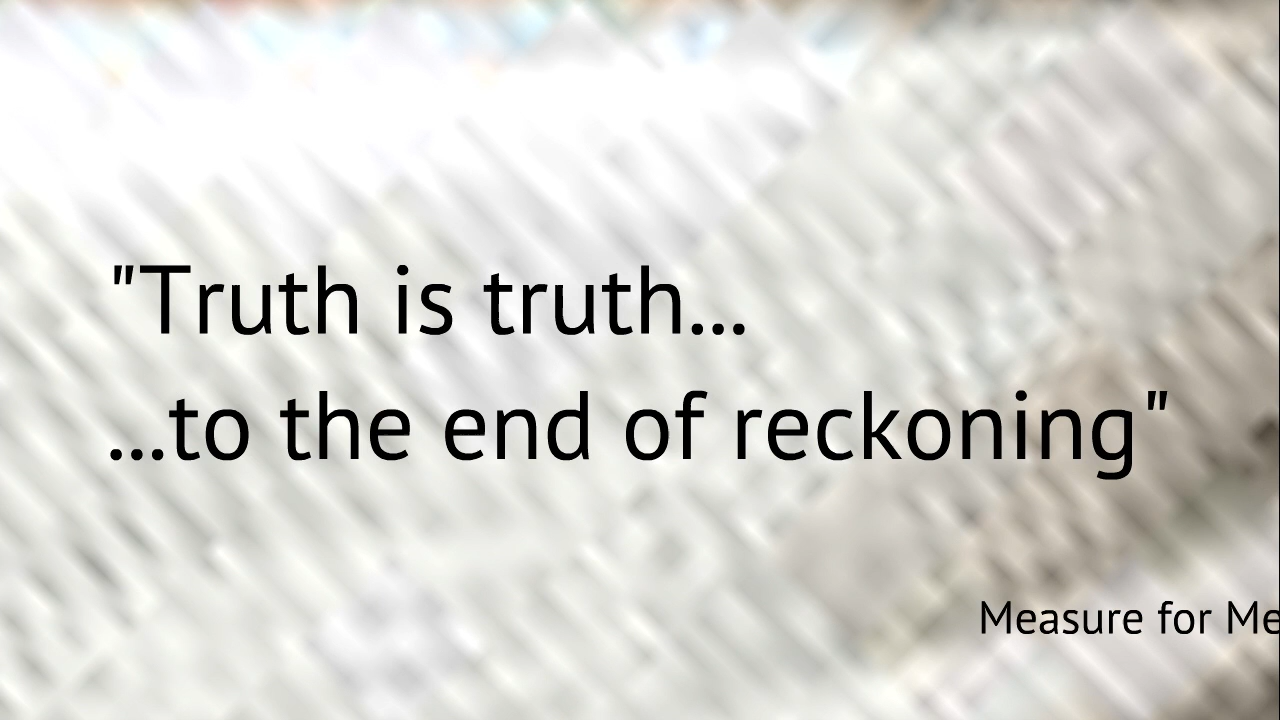 "Truth is truth...
...to the end of reckoning"
Measure for Me